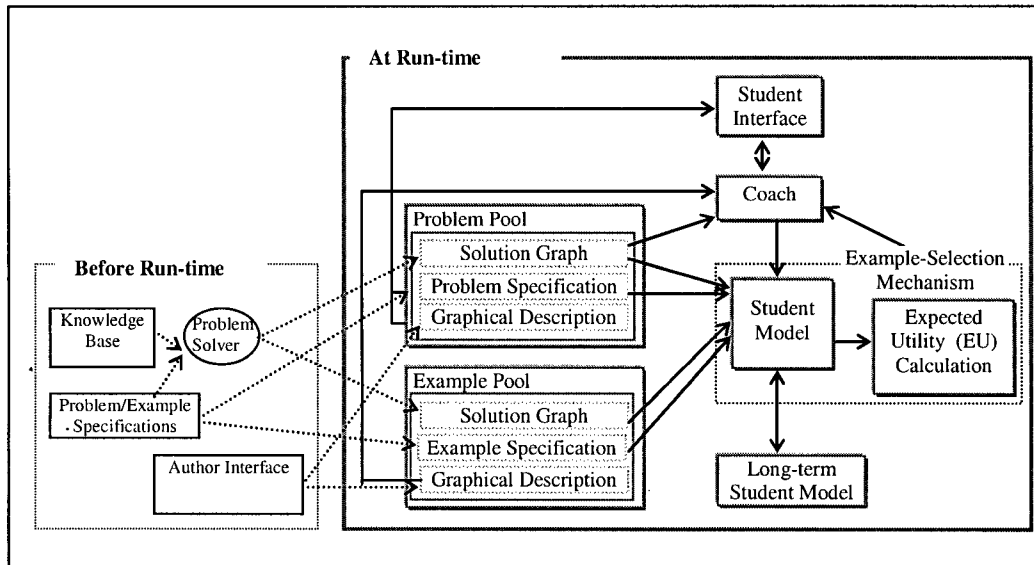 At Run-time
Student
Interface
Coach
Problem Pool
Solution Graph
Problem Specification
Graphical Description
Before Run-time
Knowledge
Base
Problem
Solver
Problem/Example
Specifications
Author Interface
Example-Selection
Mechanism
Student
Model
Expected
Utility (EU)
Calculation
Example Pool
Solution Graph
Example Specification
Graphical Description
Long-term
Student Model